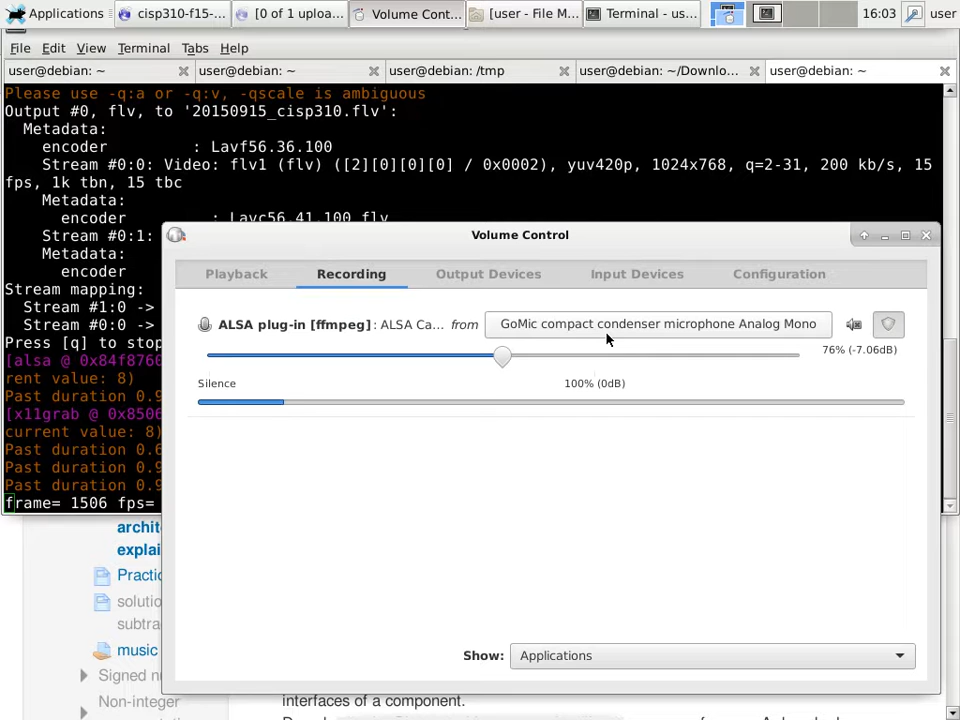 Applications
cisp310-f15-...
[0 of 1 uploa...
Volume Cont...
[user - File M...
Terminal - us...
16:03
user
File Edit View Terminal Tabs Help
user@debian: ~
user@debian: ~
user@debian: /tmp
user@debian: ~/Downlo...
user@debian: ~
Please use -q:a or -q:v, -qscale is ambiguous
Output #0, flv, to '20150915_cisp310.flv':
Metadata:
encoder : Lavf56.36.100
Stream #0:0: Video: flv1 (flv) ([2][0][0][0] / 0x0002), yuv420p, 1024x768, q=2-31, 200 kb/s, 15
fps, 1k tbn, 15 tbc
Metadata:
encoder : Lavc56.41.100 flv
Stream #0:1:
Metadata:
encoder
Stream mapping:
Stream #1:0 ->
Stream #0:0 ->
Press [q] to stop
[alsa @ 0x84f8760
rent value: 8)
Past duration 0.9
[x11grab @ 0x8506
current value: 8)
Past duration 0.6
Past duration 0.9
Past duration 0.9
frame= 1506 fps=
Volume Control
Playback Recording Output Devices Input Devices Configuration
ALSA plug-in [ffmpeg] : ALSA Ca... from GoMic compact condenser microphone Analog Mono
76% (-7.06dB)
Silence 100% (0dB)
Show: Applications
archit
explai
Practic
solutio
subtra
music
Signed nu
Non-integer
interfaces of a component.